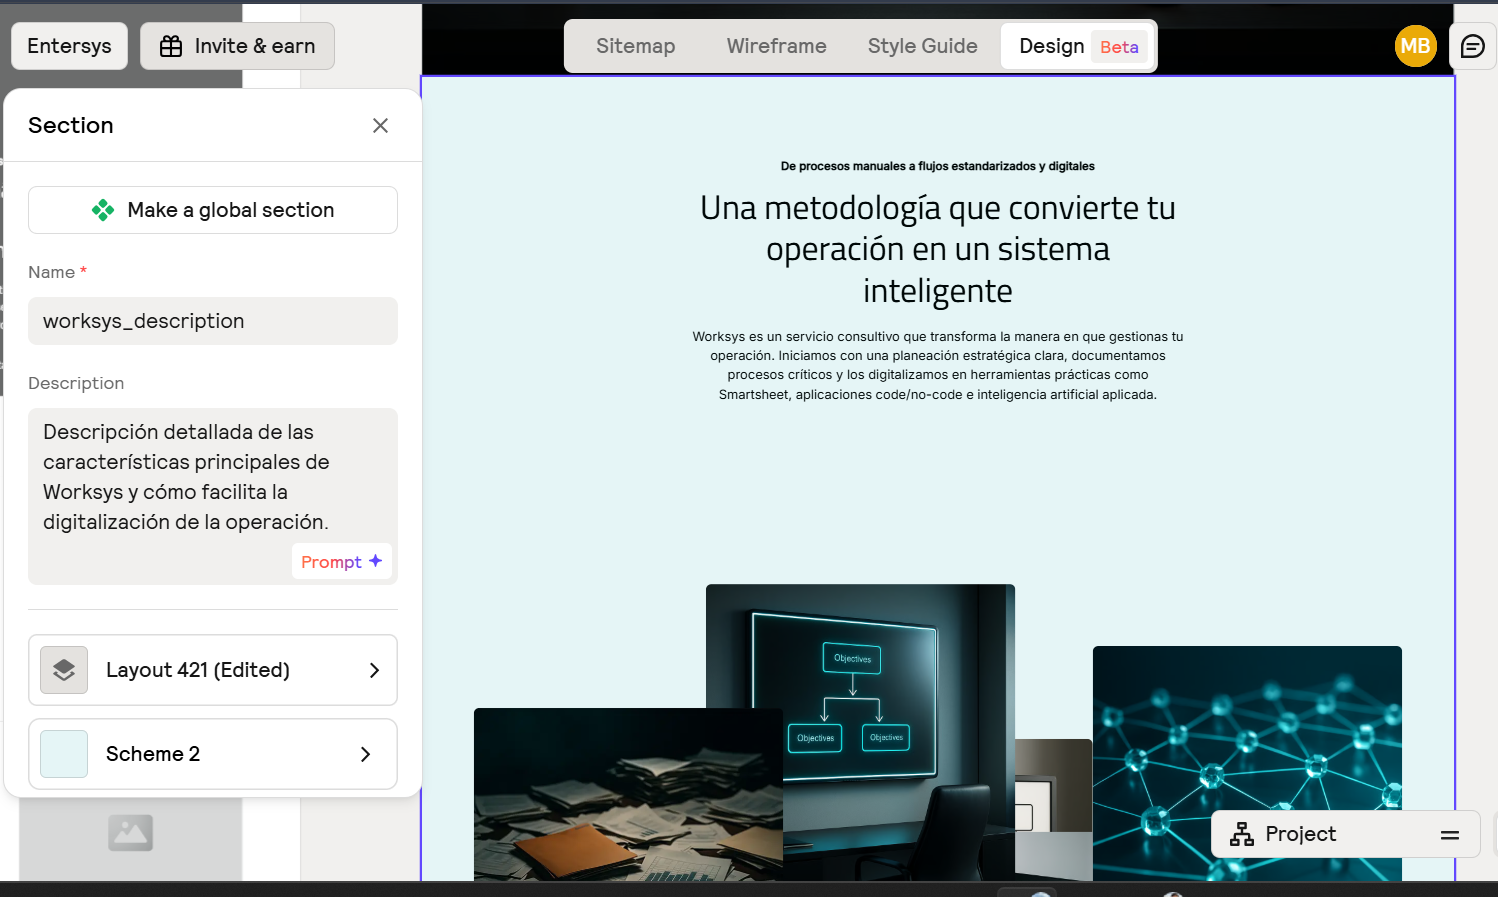 Entersys
Invite & earn
Sitemap
Wireframe
Style Guide
Design
Beta
MB
Section
Make a global section
Name *
worksys_description
Description
Descripción detallada de las
características principales de
Worksys y cómo facilita la
digitalización de la operación.
Prompt
Layout 421 (Edited)
Scheme 2
De procesos manuales a flujos estandarizados y digitales
Una metodología que convierte tu
operación en un sistema
inteligente
Worksys es un servicio consultivo que transforma la manera en que gestionas tu
operación. Iniciamos con una planeación estratégica clara, documentamos
procesos críticos y los digitalizamos en herramientas prácticas como
Smartsheet, aplicaciones code/no-code e inteligencia artificial aplicada.
Objectives
Objectives
Objectives
Project